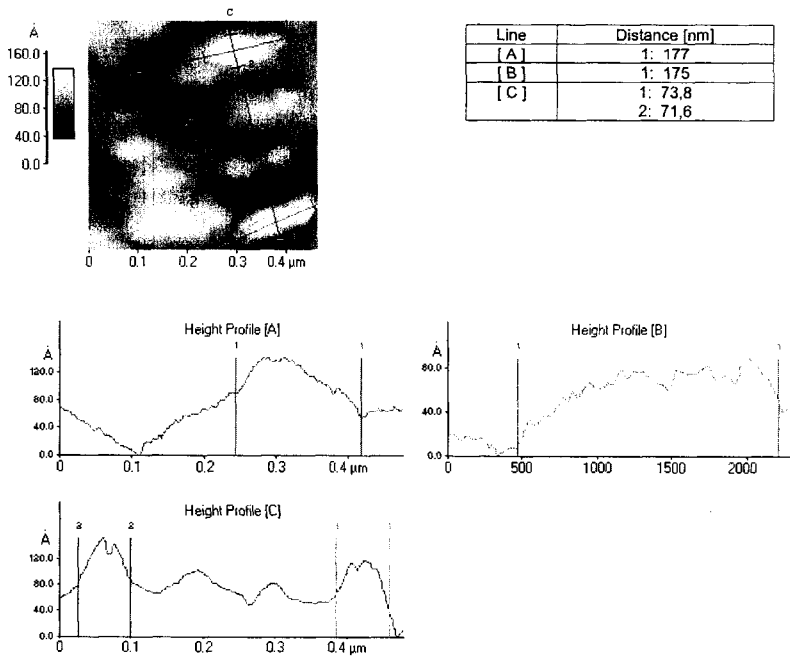 c
Å
160.0
120.0
80.0
40.0
0.0
0 0.1 0.2 0.3 0.4 µm
Line Distance [nm]
[ A ] 1: 177
[ B ] 1: 175
[ C ] 1: 73,8
2: 71,6
Height Profile [A]
Å
1 1
120.0
80.0
40.0
0.0
0 0.1 0.2 0.3 0.4 µm
Height Profile [B]
Å
1 1
80.0
40.0
0.0
0 500 1000 1500 2000
Height Profile [C]
Å
2 2 1 1
120.0
80.0
40.0
0.0
0 0.1 0.2 0.3 0.4 µm